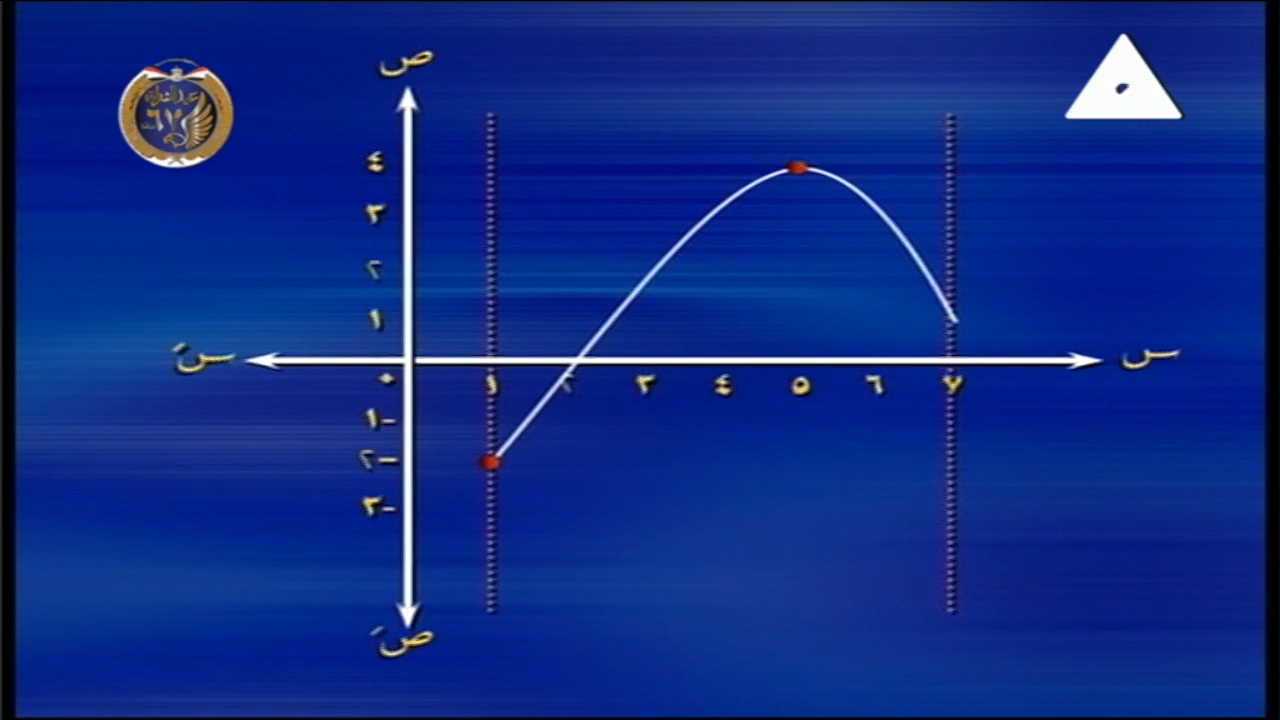 ص
٤
٣
٢
١
سَ
س
٠ ١ ٢ ٣ ٤ ٥ ٦ ٧
-١
-٢
-٣
صَ